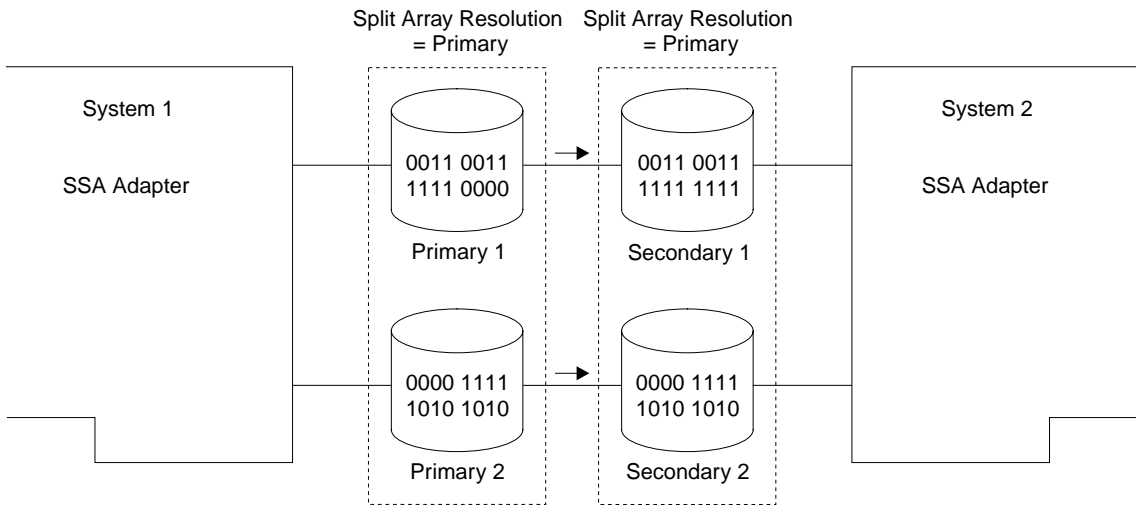 Split Array Resolution
= Primary
Split Array Resolution
= Primary
System 1
SSA Adapter
0011 0011
1111 0000
Primary 1
0011 0011
1111 1111
Secondary 1
System 2
SSA Adapter
0000 1111
1010 1010
Primary 2
0000 1111
1010 1010
Secondary 2